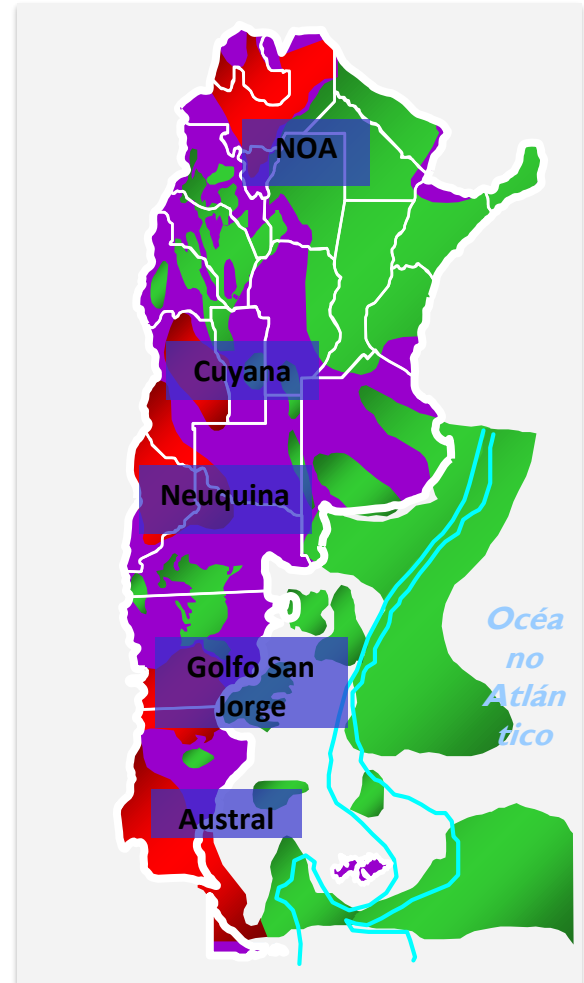 NOA
Cuyana
Neuquina
Océa
no
Atlán
tico
Golfo San
Jorge
Austral